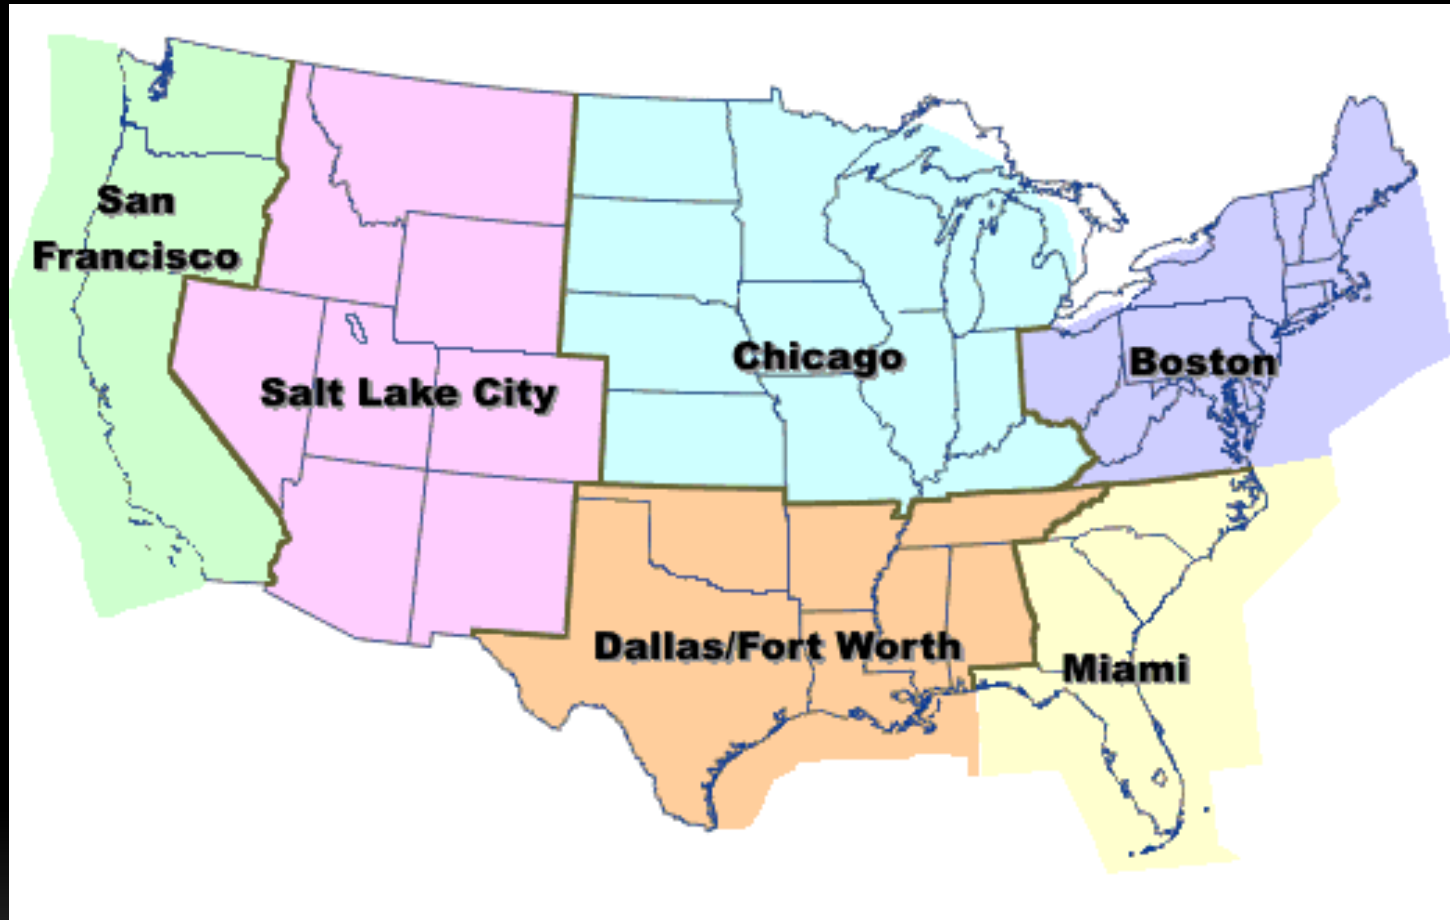 San
Francisco
Salt Lake City
Chicago
Boston
Dallas/Fort Worth
Miami